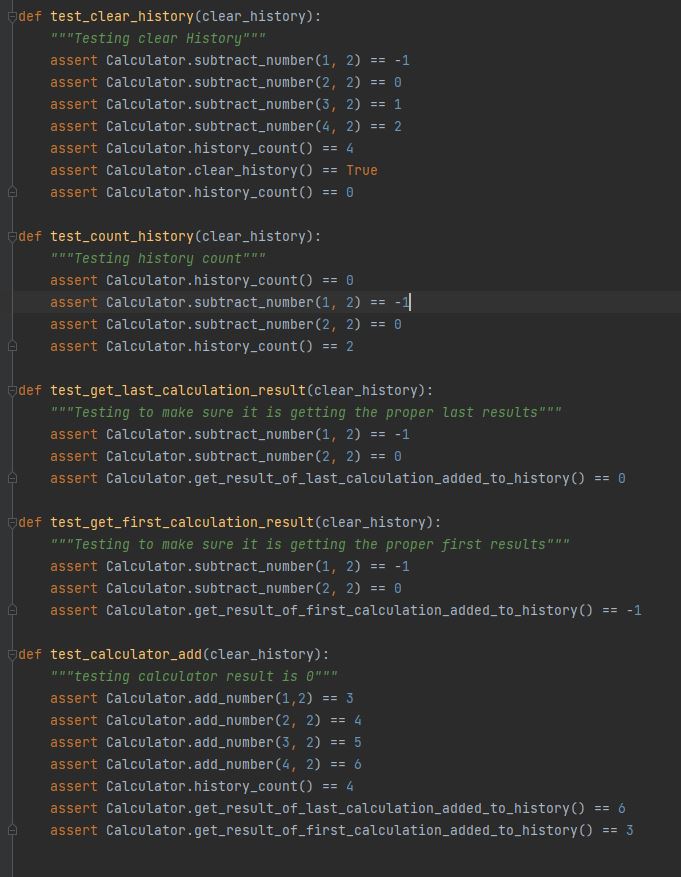 def test_clear_history(clear_history):
    """Testing clear History"""
    assert Calculator.subtract_number(1, 2) == -1
    assert Calculator.subtract_number(2, 2) == 0
    assert Calculator.subtract_number(3, 2) == 1
    assert Calculator.subtract_number(4, 2) == 2
    assert Calculator.history_count() == 4
    assert Calculator.clear_history() == True
    assert Calculator.history_count() == 0

def test_count_history(clear_history):
    """Testing history count"""
    assert Calculator.history_count() == 0
    assert Calculator.subtract_number(1, 2) == -1
    assert Calculator.subtract_number(2, 2) == 0
    assert Calculator.history_count() == 2

def test_get_last_calculation_result(clear_history):
    """Testing to make sure it is getting the proper last results"""
    assert Calculator.subtract_number(1, 2) == -1
    assert Calculator.subtract_number(2, 2) == 0
    assert Calculator.get_result_of_last_calculation_added_to_history() == 0

def test_get_first_calculation_result(clear_history):
    """Testing to make sure it is getting the proper first results"""
    assert Calculator.subtract_number(1, 2) == -1
    assert Calculator.subtract_number(2, 2) == 0
    assert Calculator.get_result_of_first_calculation_added_to_history() == -1

def test_calculator_add(clear_history):
    """testing calculator result is 0"""
    assert Calculator.add_number(1,2) == 3
    assert Calculator.add_number(2, 2) == 4
    assert Calculator.add_number(3, 2) == 5
    assert Calculator.add_number(4, 2) == 6
    assert Calculator.history_count() == 4
    assert Calculator.get_result_of_last_calculation_added_to_history() == 6
    assert Calculator.get_result_of_first_calculation_added_to_history() == 3